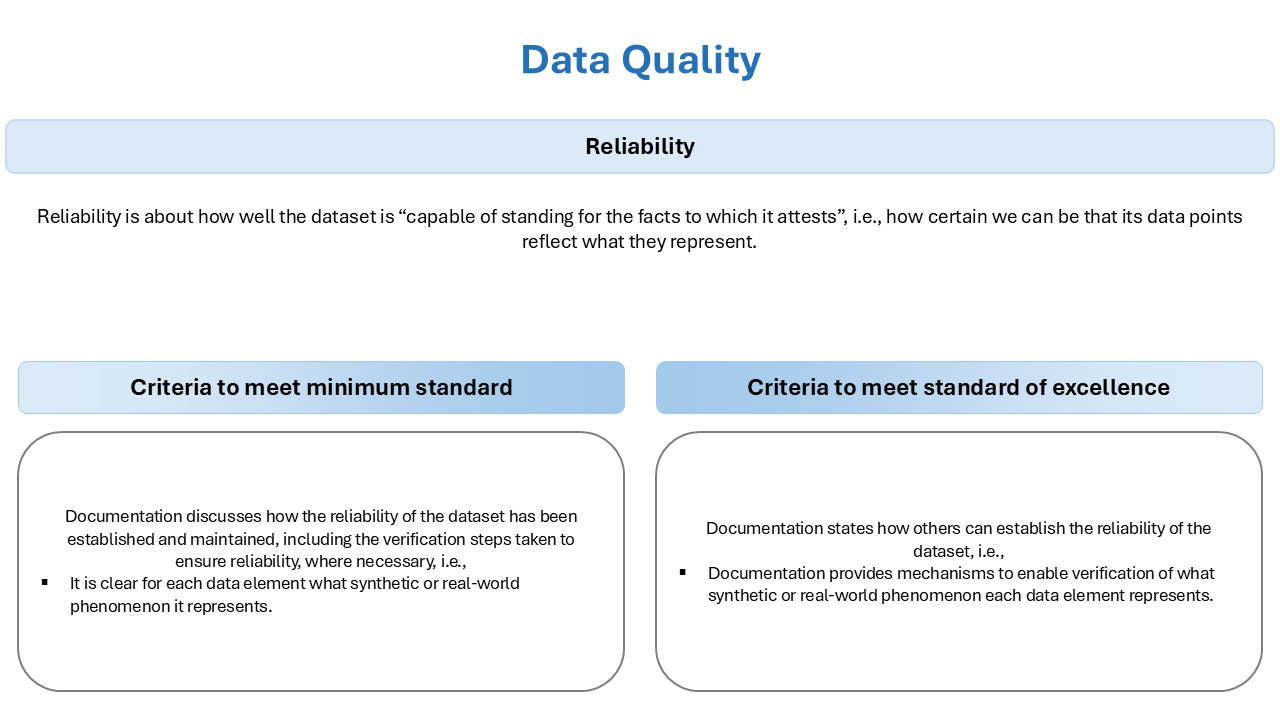 Data Quality
Reliability
Reliability is about how well the dataset is “capable of standing for the facts to which it attests”, i.e., how certain we can be that its data points
reflect what they represent.
Criteria to meet minimum standard
Documentation discusses how the reliability of the dataset has been
established and maintained, including the verification steps taken to
ensure reliability, where necessary, i.e.,
▪ It is clear for each data element what synthetic or real-world
phenomenon it represents.
Criteria to meet standard of excellence
Documentation states how others can establish the reliability of the
dataset, i.e.,
▪ Documentation provides mechanisms to enable verification of what
synthetic or real-world phenomenon each data element represents.